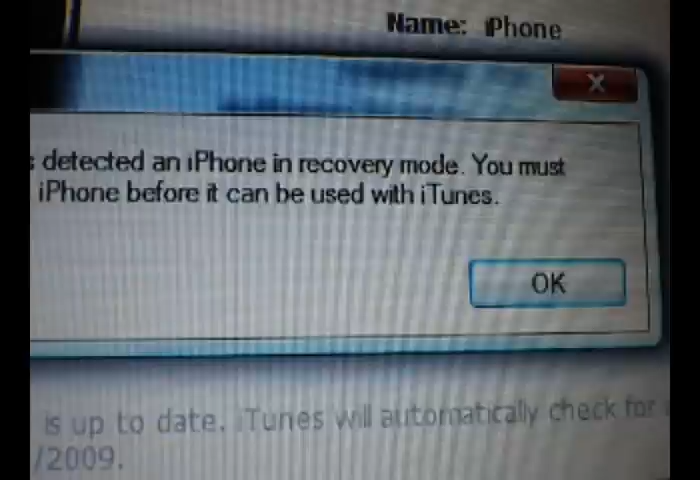 Name: iPhone
detected an iPhone in recovery mode. You must
iPhone before it can be used with iTunes.
OK
is up to date. iTunes will automatically check for
/2009.